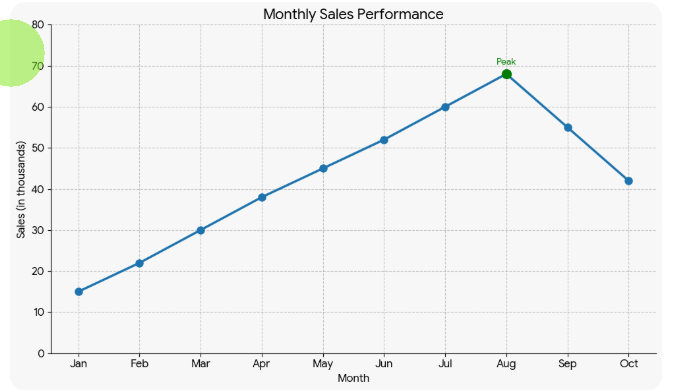 Monthly Sales Performance
80
70
60
50
40
30
20
10
0
Sales (in thousands)
Peak
Jan Feb Mar Apr May Jun Jul Aug Sep Oct
Month